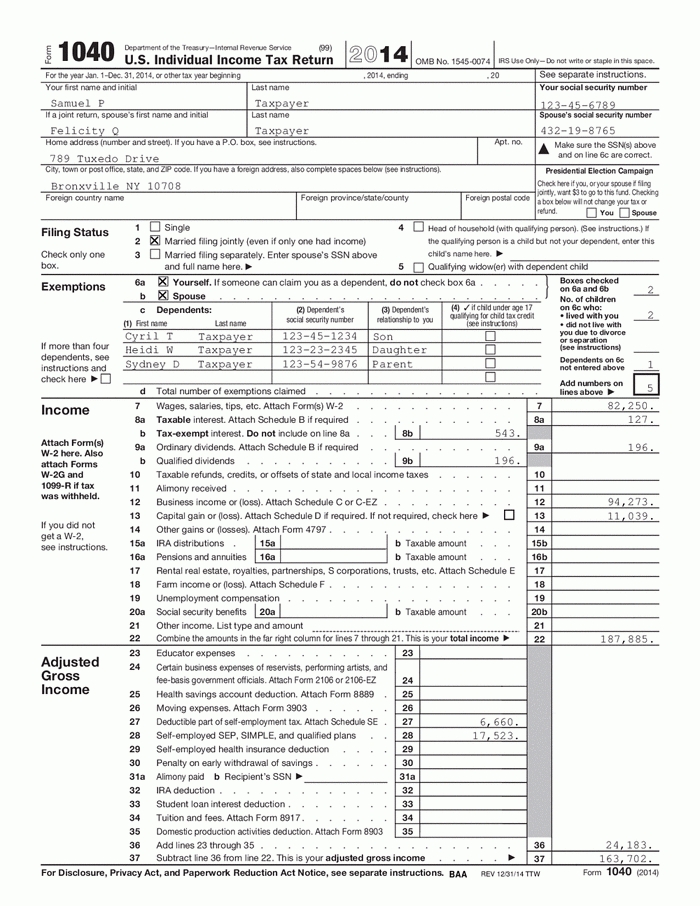 Form 1040 Department of the Treasury—Internal Revenue Service (99) U.S. Individual Income Tax Return 2014 OMB No. 1545-0074 IRS Use Only—Do not write or staple in this space.
For the year Jan. 1–Dec. 31, 2014, or other tax year beginning , 2014, ending , 20 See separate instructions.
Your first name and initial Last name Your social security number
Samuel P Taxpayer 123-45-6789
If a joint return, spouse's first name and initial Last name Spouse's social security number
Felicity Q Taxpayer 432-19-8765
Home address (number and street). If you have a P.O. box, see instructions. Apt. no.
789 Tuxedo Drive
▲ Make sure the SSN(s) above and on line 6c are correct.
City, town or post office, state, and ZIP code. If you have a foreign address, also complete spaces below (see instructions).
Bronxville NY 10708
Foreign country name Foreign province/state/county Foreign postal code
Presidential Election Campaign
Check here if you, or your spouse if filing
jointly, want $3 to go to this fund. Checking
a box below will not change your tax or
refund. You Spouse
Filing Status
Check only one
box.
1 Single
2 Married filing jointly (even if only one had income)
3 Married filing separately. Enter spouse's SSN above
and full name here. ▶
4 Head of household (with qualifying person). (See instructions.) If
the qualifying person is a child but not your dependent, enter this
child's name here. ▶
5 Qualifying widow(er) with dependent child
Exemptions
6a Yourself. If someone can claim you as a dependent, do not check box 6a
b Spouse
c Dependents:
(1) First name Last name
(2) Dependent's
social security number
(3) Dependent's
relationship to you
(4) ✓ if child under age 17
qualifying for child tax credit
(see instructions)
Cyril T Taxpayer 123-45-1234 Son
Heidi W Taxpayer 123-23-2345 Daughter
Sydney D Taxpayer 123-54-9876 Parent
If more than four
dependents, see
instructions and
check here ▶
d Total number of exemptions claimed
Boxes checked
on 6a and 6b 2
No. of children
on 6c who:
• lived with you 2
• did not live with
you due to divorce
or separation
(see instructions)
Dependents on 6c
not entered above 1
Add numbers on
lines above ▶ 5
Income
Attach Form(s)
W-2 here. Also
attach Forms
W-2G and
1099-R if tax
was withheld.
If you did not
get a W-2,
see instructions.
7 Wages, salaries, tips, etc. Attach Form(s) W-2 7 82,250.
8a Taxable interest. Attach Schedule B if required 8a 127.
b Tax-exempt interest. Do not include on line 8a 8b 543.
9a Ordinary dividends. Attach Schedule B if required 9a 196.
b Qualified dividends 9b 196.
10 Taxable refunds, credits, or offsets of state and local income taxes 10
11 Alimony received 11
12 Business income or (loss). Attach Schedule C or C-EZ 12 94,273.
13 Capital gain or (loss). Attach Schedule D if required. If not required, check here ▶ 13 11,039.
14 Other gains or (losses). Attach Form 4797 14
15a IRA distributions 15a b Taxable amount 15b
16a Pensions and annuities 16a b Taxable amount 16b
17 Rental real estate, royalties, partnerships, S corporations, trusts, etc. Attach Schedule E 17
18 Farm income or (loss). Attach Schedule F 18
19 Unemployment compensation 19
20a Social security benefits 20a b Taxable amount 20b
21 Other income. List type and amount 21
22 Combine the amounts in the far right column for lines 7 through 21. This is your total income ▶ 22 187,885.
Adjusted
Gross
Income
23 Educator expenses 23
24 Certain business expenses of reservists, performing artists, and
fee-basis government officials. Attach Form 2106 or 2106-EZ 24
25 Health savings account deduction. Attach Form 8889 25
26 Moving expenses. Attach Form 3903 26
27 Deductible part of self-employment tax. Attach Schedule SE 27 6,660.
28 Self-employed SEP, SIMPLE, and qualified plans 28 17,523.
29 Self-employed health insurance deduction 29
30 Penalty on early withdrawal of savings 30
31a Alimony paid b Recipient's SSN ▶ 31a
32 IRA deduction 32
33 Student loan interest deduction 33
34 Tuition and fees. Attach Form 8917 34
35 Domestic production activities deduction. Attach Form 8903 35
36 Add lines 23 through 35 36 24,183.
37 Subtract line 36 from line 22. This is your adjusted gross income ▶ 37 163,702.
For Disclosure, Privacy Act, and Paperwork Reduction Act Notice, see separate instructions. BAA REV 12/31/14 TTW Form 1040 (2014)